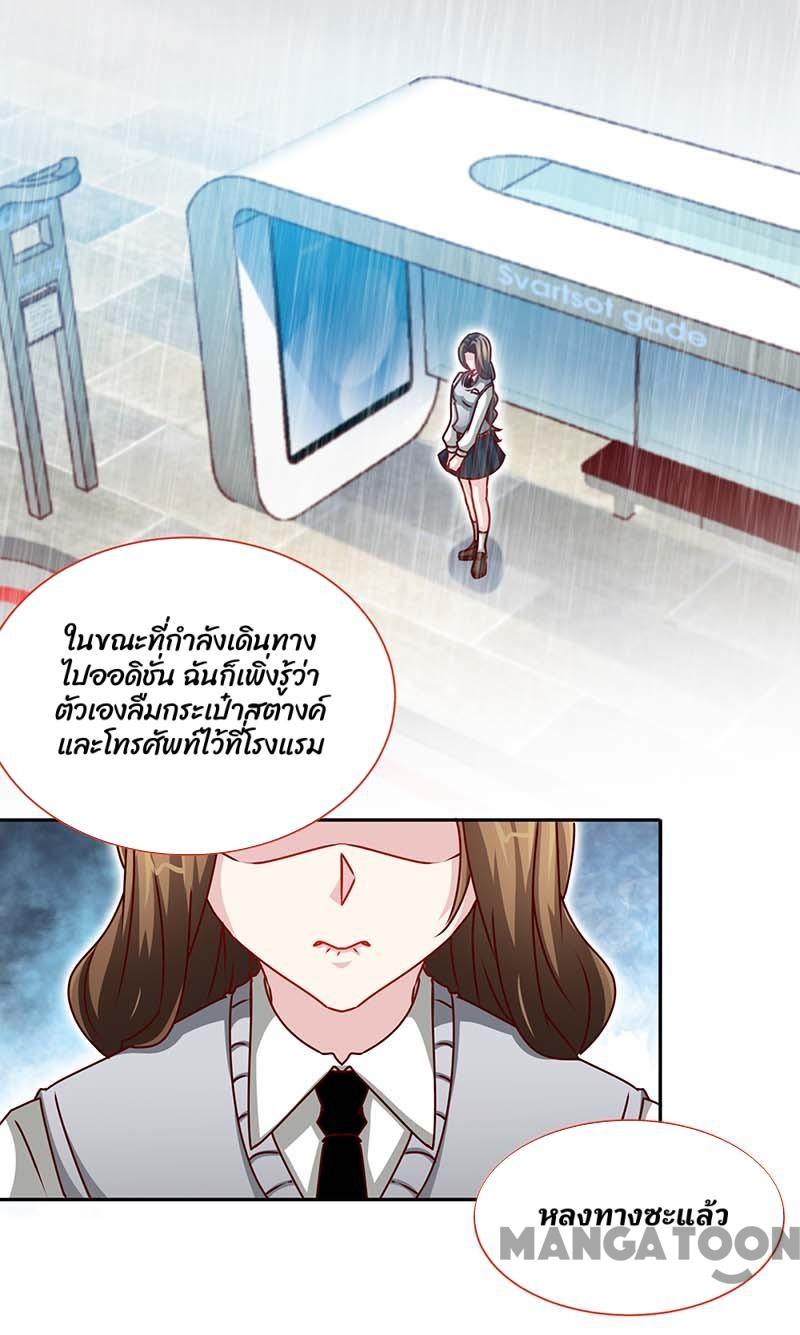 Svartsot gade
ในขณะที่กำลังเดินทาง
ไปออดิชั่น ฉันก็เพิ่งรู้ว่า
ตัวเองลืมกระเป๋าสตางค์
และโทรศัพท์ไว้ที่โรงแรม
หลงทางซะแล้ว
MANGATOON